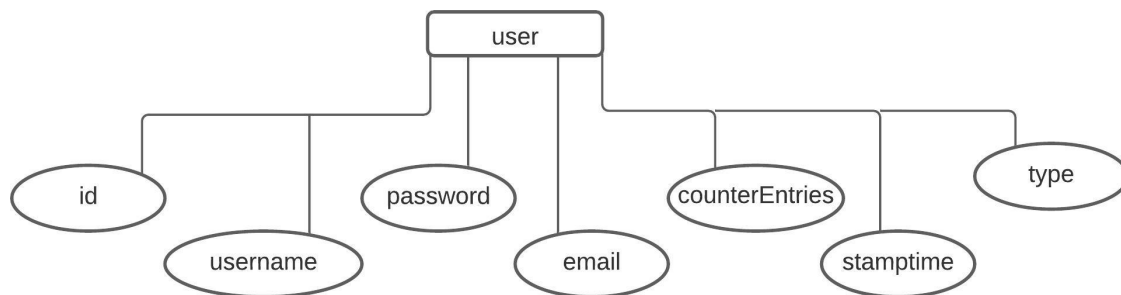 user
id
username
password
email
counterEntries
stamptime
type